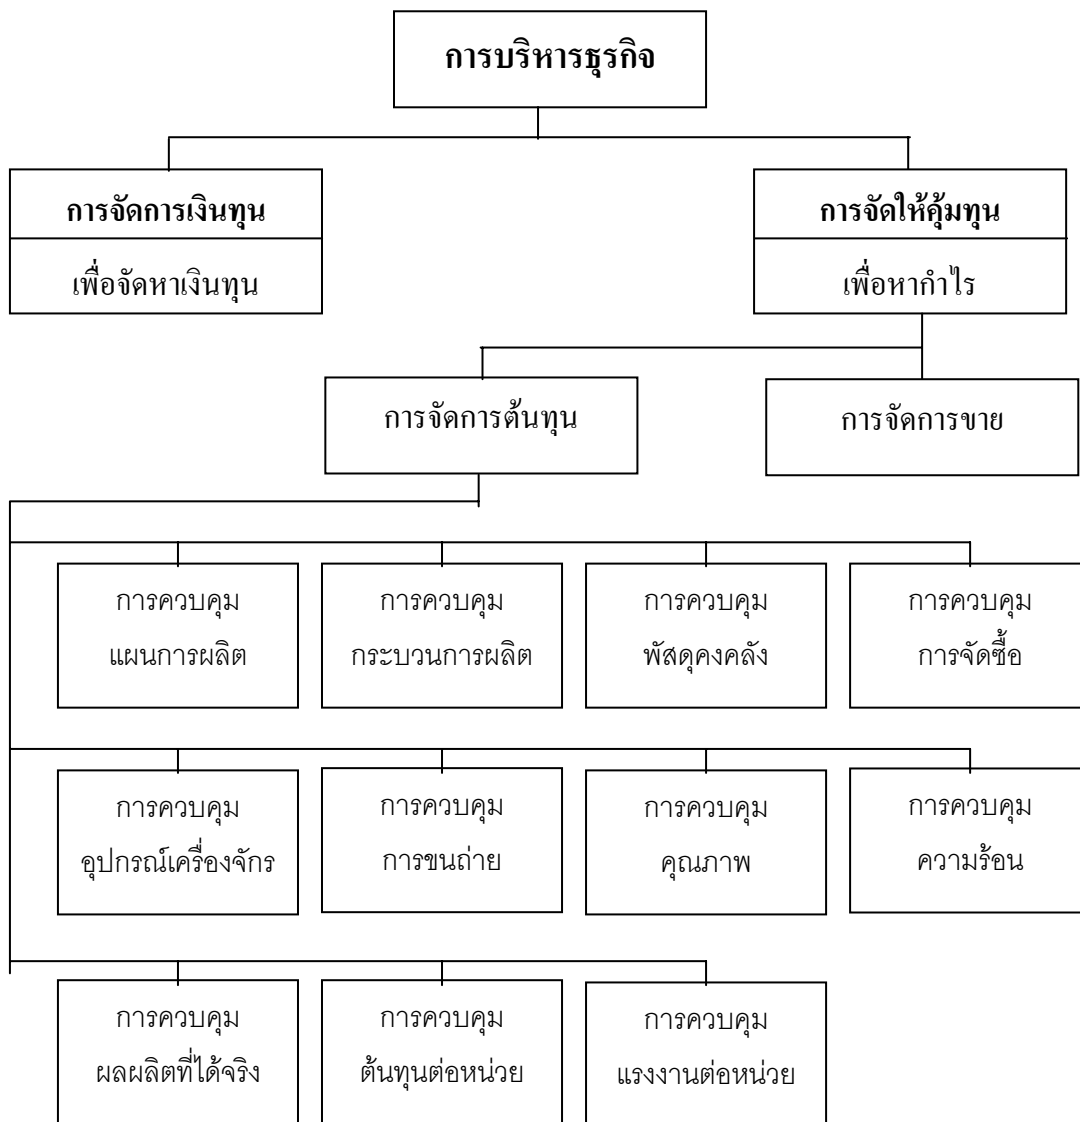 การบริหารธุรกิจ
การจัดการเงินทุน
เพื่อจัดหาเงินทุน
การจัดให้คุ้มทุน
เพื่อหากำไร
การจัดการต้นทุน
การจัดการขาย
การควบคุม
แผนการผลิต
การควบคุม
กระบวนการผลิต
การควบคุม
พัสดุคงคลัง
การควบคุม
การจัดซื้อ
การควบคุม
อุปกรณ์เครื่องจักร
การควบคุม
การขนถ่าย
การควบคุม
คุณภาพ
การควบคุม
ความร้อน
การควบคุม
ผลผลิตที่ได้จริง
การควบคุม
ต้นทุนต่อหน่วย
การควบคุม
แรงงานต่อหน่วย